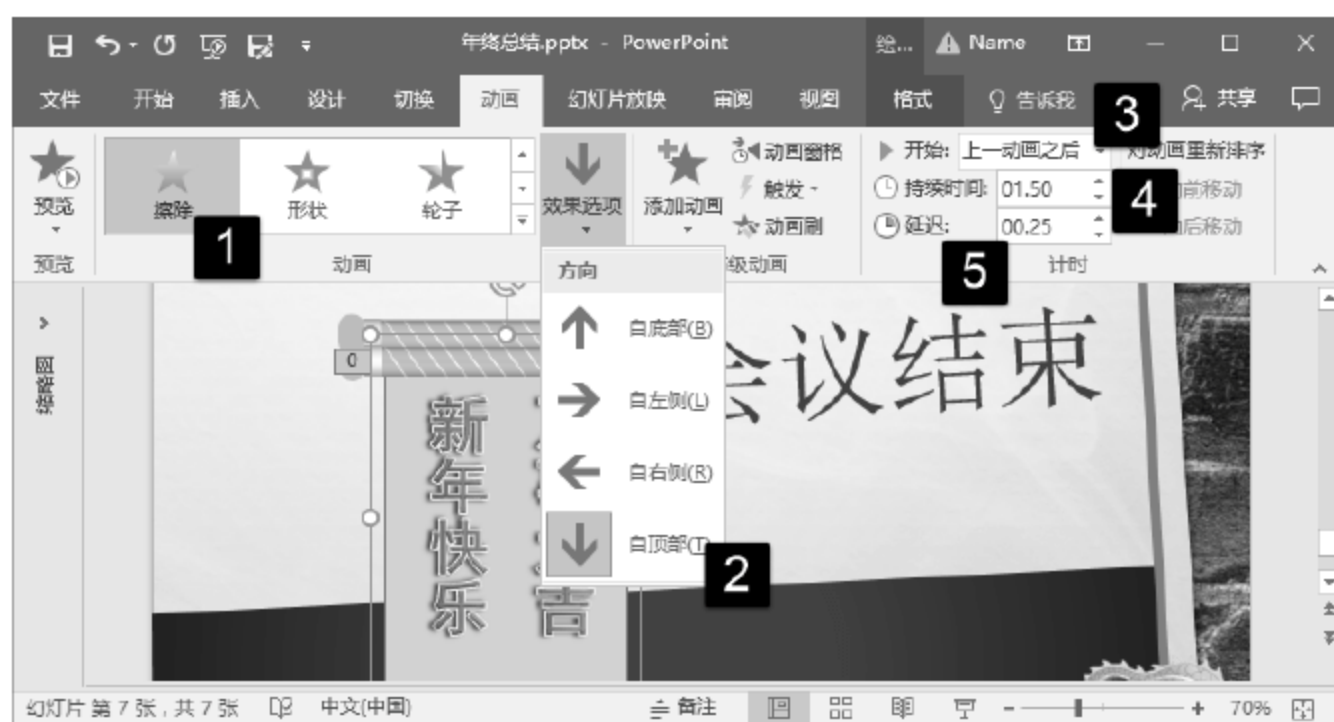 年终总结.pptx - PowerPoint
绘...
Name
文件 开始 插入 设计 切换 动画 幻灯片放映 审阅 视图 格式 告诉我 共享
3
预览
擦除 形状 轮子
效果选项
添加动画
动画窗格
触发
动画刷
开始: 上一动画之后
持续时间: 01.50
延迟: 00.25
对动画重新排序
前移动
后移动
1
4
5
预览 动画 级动画 计时
方向
自底部(B)
自左侧(L)
自右侧(R)
自顶部(T)
2
缩略图
0
会议结束
新年快乐
吉
幻灯片 第 7 张,共 7 张 中文(中国) 备注 70%